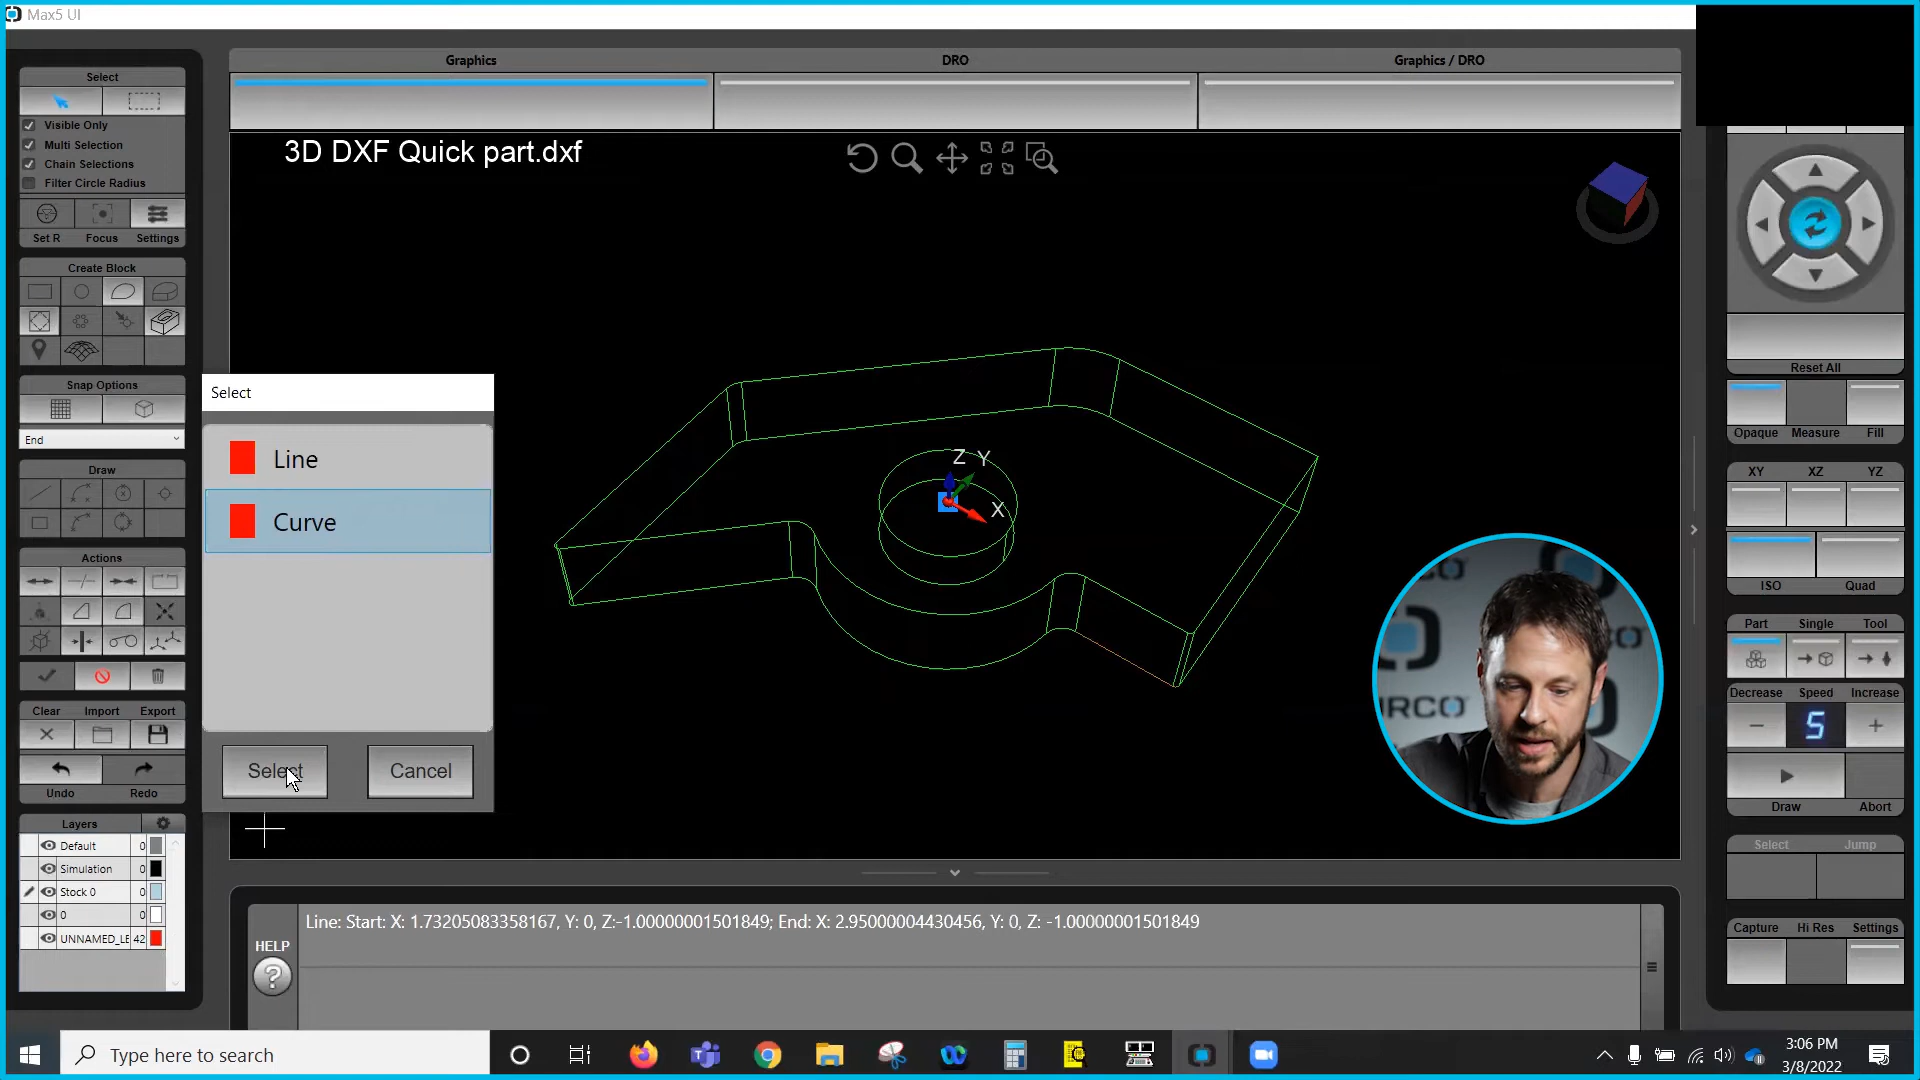 Max5 UI
Graphics
DRO
Graphics / DRO
Select
Visible Only
Multi Selection
Chain Selections
Filter Circle Radius
Set R
Focus
Settings
Create Block
Snap Options
End
Draw
Actions
Clear
Import
Export
Undo
Redo
Layers
Default 0
Simulation 0
Stock 0 0
0 0
UNNAMED_LE 42
3D DXF Quick part.dxf
Select
Line
Curve
Select
Cancel
Z Y
X
RCO
Reset All
Opaque
Measure
Fill
XY
XZ
YZ
ISO
Quad
Part
Single
Tool
Decrease
Speed
Increase
5
Draw
Abort
Select
Jump
Capture
Hi Res
Settings
HELP
?
Line: Start: X: 1.73205083358167, Y: 0, Z:-1.00000001501849; End: X: 2.95000004430456, Y: 0, Z: -1.00000001501849
Type here to search
3:06 PM
3/8/2022